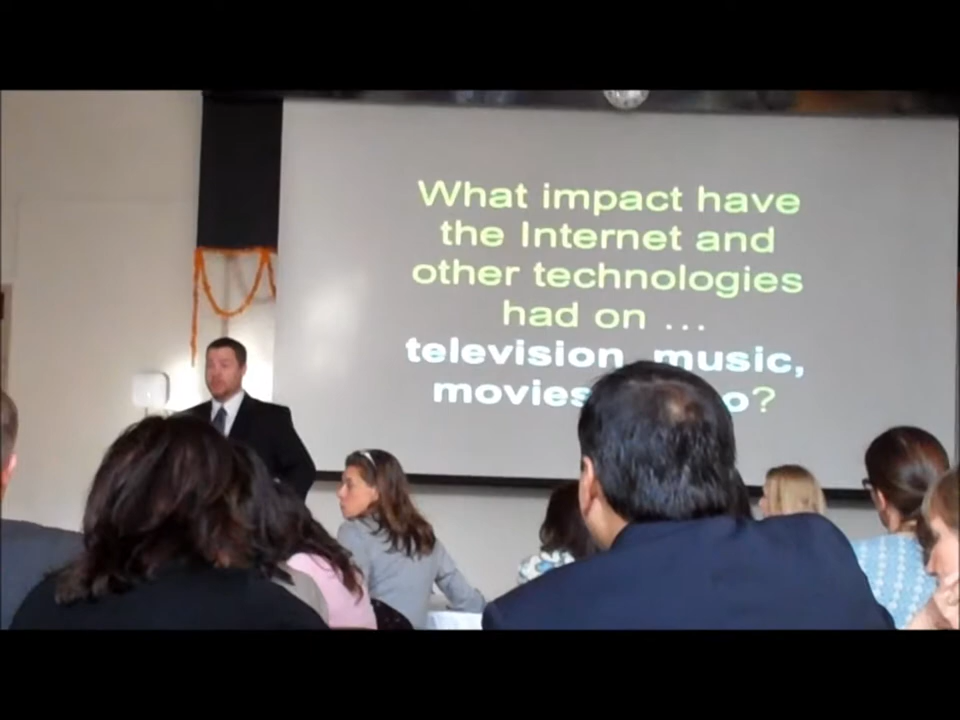 What impact have
the Internet and
other technologies
had on ...
television, music,
movies o?